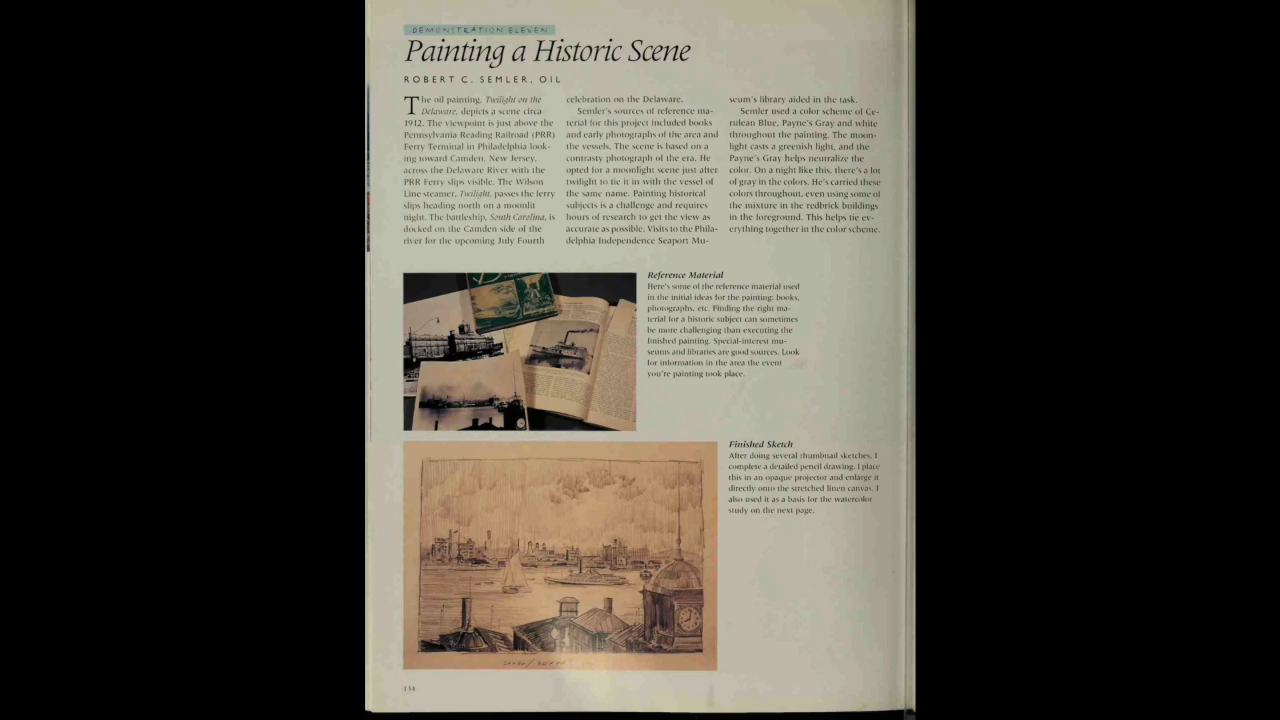 DEMONSTRATION ELEVEN
Painting a Historic Scene
ROBERT C. SEMLER, OIL
The oil painting, Twilight on the
Delaware, depicts a scene circa
1912. The viewpoint is just above the
Pennsylvania Reading Railroad (PRR)
Ferry Terminal in Philadelphia look-
ing toward Camden, New Jersey,
across the Delaware River with the
PRR Ferry slips visible. The Wilson
Line steamer, Twilight, passes the ferry
slips heading north on a moonlit
night. The battleship, South Carolina, is
docked on the Camden side of the
river for the upcoming July Fourth
celebration on the Delaware.
Semler's sources of reference ma-
terial for this project included books
and early photographs of the area and
the vessels. The scene is based on a
contrasty photograph of the era. He
opted for a moonlight scene just after
twilight to tie it in with the vessel of
the same name. Painting historical
subjects is a challenge and requires
hours of research to get the view as
accurate as possible. Visits to the Phila-
delphia Independence Seaport Mu-
seum's library aided in the task.
Semler used a color scheme of Ce-
rulean Blue, Payne's Gray and white
throughout the painting. The moon-
light casts a greenish light, and the
Payne's Gray helps neutralize the
color. On a night like this, there's a lot
of gray in the colors. He's carried these
colors throughout, even using some of
the mixture in the redbrick buildings
in the foreground. This helps tie ev-
erything together in the color scheme.
Reference Material
Here's some of the reference material used
in the initial ideas for the painting: books,
photographs, etc. Finding the right ma-
terial for a historic subject can sometimes
be more challenging than executing the
finished painting. Special-interest mu-
seums and libraries are good sources. Look
for information in the area the event
you're painting took place.
Finished Sketch
After doing several thumbnail sketches, I
complete a detailed pencil drawing. I place
this in an opaque projector and enlarge it
directly onto the stretched linen canvas. I
also used it as a basis for the watercolor
study on the next page.